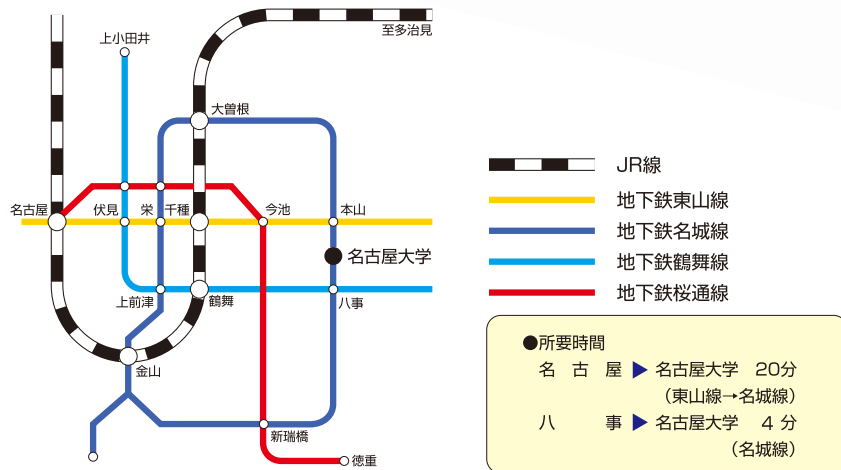 至多治見
上小田井
大曽根
名古屋
伏見
栄
千種
今池
本山
名古屋大学
上前津
鶴舞
八事
金山
新瑞橋
徳重
JR線
地下鉄東山線
地下鉄名城線
地下鉄鶴舞線
地下鉄桜通線
●所要時間
名古屋▶名古屋大学 20分
（東山線→名城線）
八事▶名古屋大学 4分
（名城線）